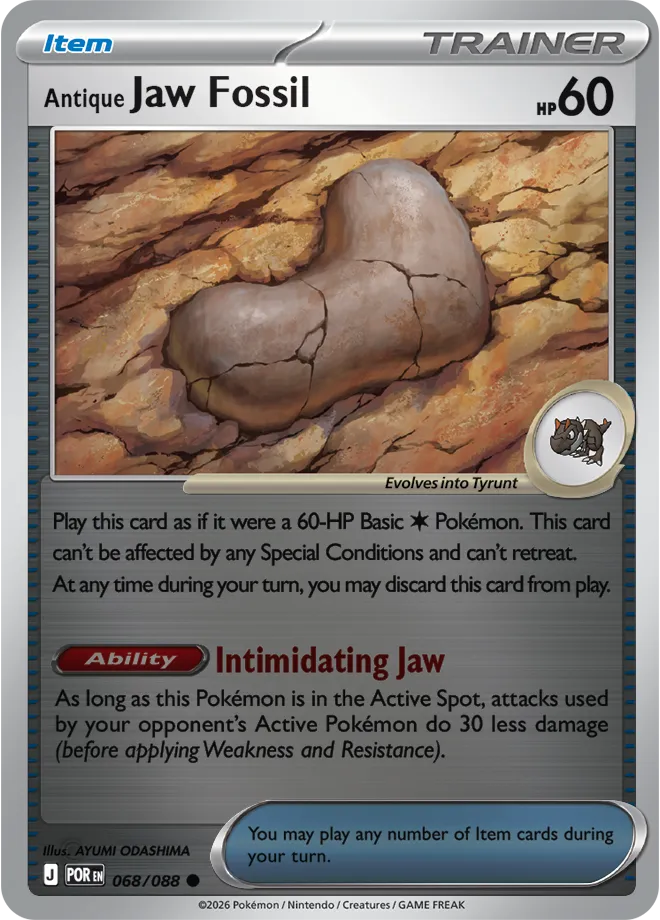 Item
TRAINER
Antique Jaw Fossil
HP 60
Evolves into Tyrunt
Play this card as if it were a 60-HP Basic Pokémon. This card
can't be affected by any Special Conditions and can't retreat.
At any time during your turn, you may discard this card from play.
Ability Intimidating Jaw
As long as this Pokémon is in the Active Spot, attacks used
by your opponent's Active Pokémon do 30 less damage
(before applying Weakness and Resistance).
You may play any number of Item cards during
your turn.
Illus. AYUMI ODASHIMA
J POR EN 068/088
©2026 Pokémon / Nintendo / Creatures / GAME FREAK